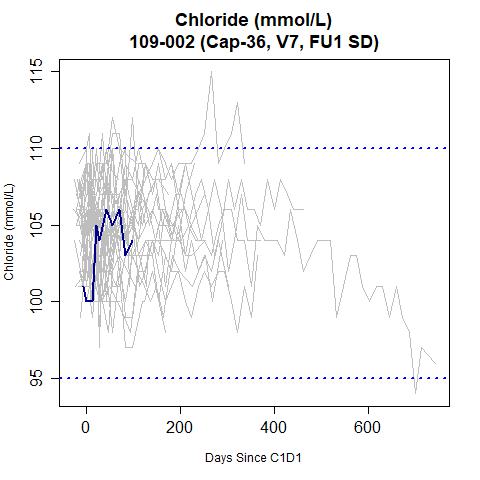 Chloride (mmol/L)
109-002 (Cap-36, V7, FU1 SD)
Chloride (mmol/L)
115
110
105
100
95
0 200 400 600
Days Since C1D1